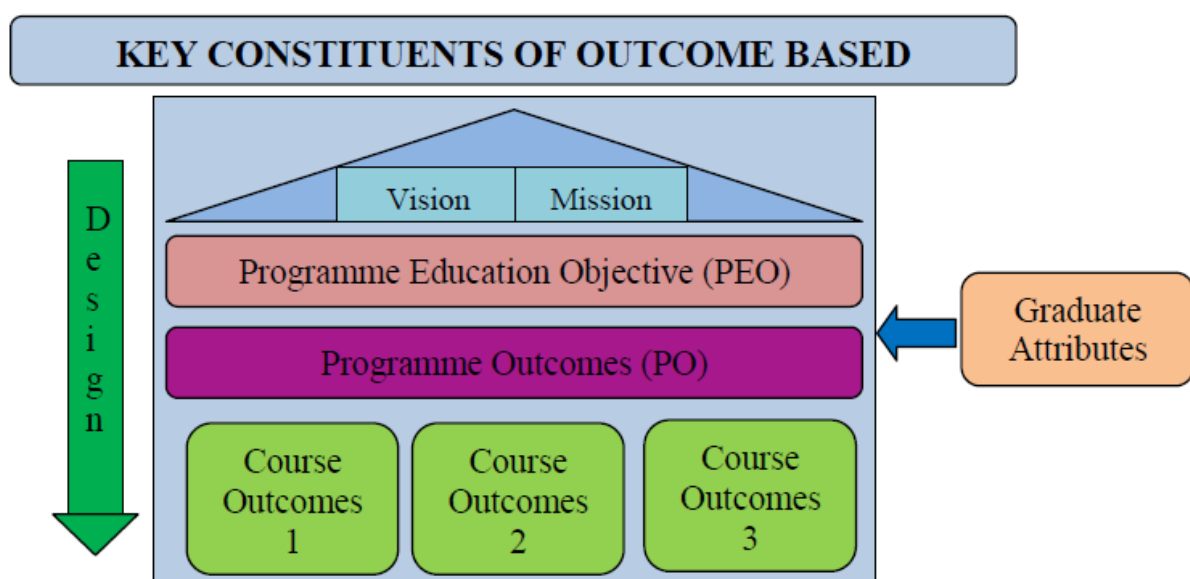 KEY CONSTITUENTS OF OUTCOME BASED
Design
Vision
Mission
Programme Education Objective (PEO)
Programme Outcomes (PO)
Graduate
Attributes
Course
Outcomes
1
Course
Outcomes
2
Course
Outcomes
3